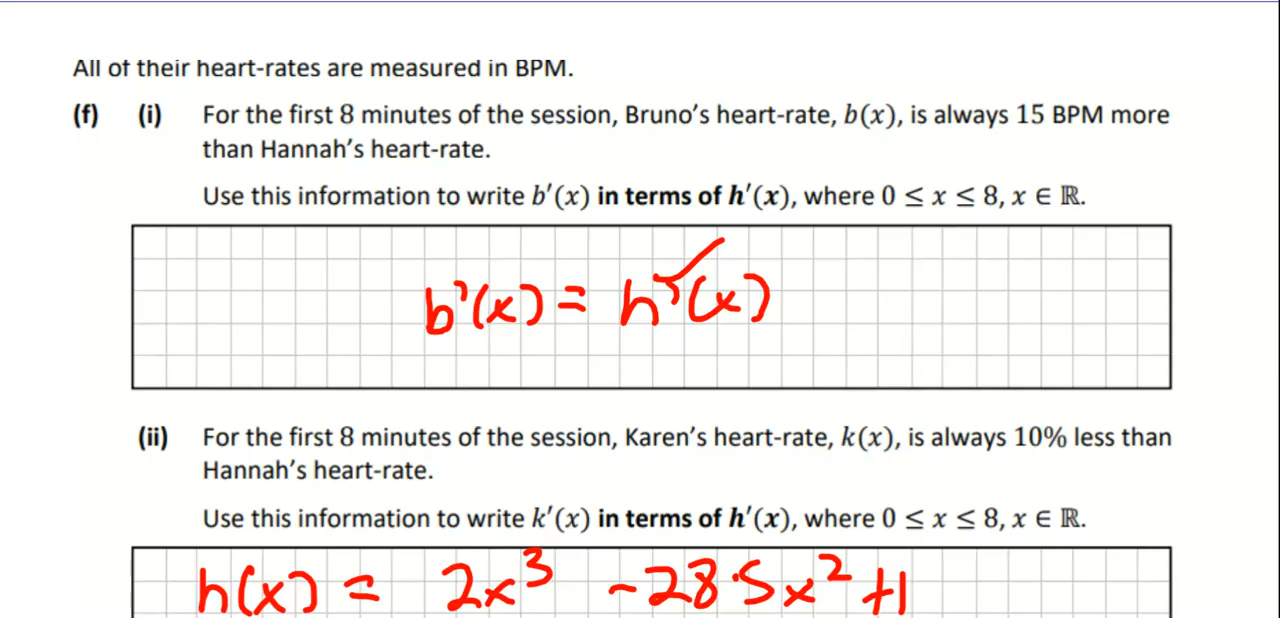 All of their heart-rates are measured in BPM.
(f) (i) For the first 8 minutes of the session, Bruno's heart-rate, b(x), is always 15 BPM more
than Hannah's heart-rate.
Use this information to write b′(x) in terms of h′(x), where 0 ≤ x ≤ 8, x ∈ ℝ.
b'(x) = h'(x)
(ii) For the first 8 minutes of the session, Karen's heart-rate, k(x), is always 10% less than
Hannah's heart-rate.
Use this information to write k′(x) in terms of h′(x), where 0 ≤ x ≤ 8, x ∈ ℝ.
h(x) = 2x³ -28.5x² +1